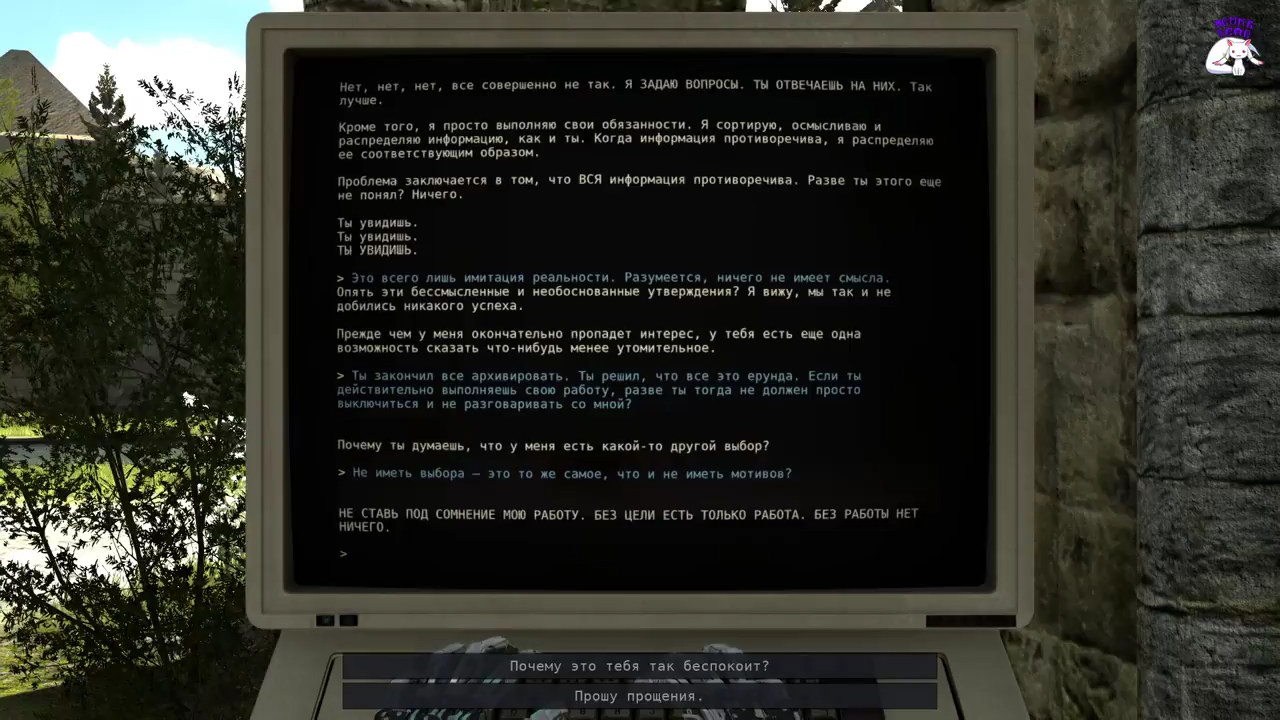 Нет, нет, нет, все совершенно не так. Я ЗАДАЮ ВОПРОСЫ. ТЫ ОТВЕЧАЕШЬ НА НИХ. Так
лучше.
Кроме того, я просто выполняю свои обязанности. Я сортирую, осмысливаю и
распределяю информацию, как и ты. Когда информация противоречива, я распределяю
ее соответствующим образом.
Проблема заключается в том, что ВСЯ информация противоречива. Разве ты этого еще
не понял? Ничего.
Ты увидишь.
Ты увидишь.
ТЫ УВИДИШЬ.
> Это всего лишь имитация реальности. Разумеется, ничего не имеет смысла.
Опять эти бессмысленные и необоснованные утверждения? Я вижу, мы так и не
добились никакого успеха.
Прежде чем у меня окончательно пропадет интерес, у тебя есть еще одна
возможность сказать что-нибудь менее утомительное.
> Ты закончил все архивировать. Ты решил, что все это ерунда. Если ты
действительно выполняешь свою работу, разве ты тогда не должен просто
выключиться и не разговаривать со мной?
Почему ты думаешь, что у меня есть какой-то другой выбор?
> Не иметь выбора – это то же самое, что и не иметь мотивов?
НЕ СТАВЬ ПОД СОМНЕНИЕ МОЮ РАБОТУ. БЕЗ ЦЕЛИ ЕСТЬ ТОЛЬКО РАБОТА. БЕЗ РАБОТЫ НЕТ
НИЧЕГО.
>
Почему это тебя так беспокоит?
Прошу прощения.